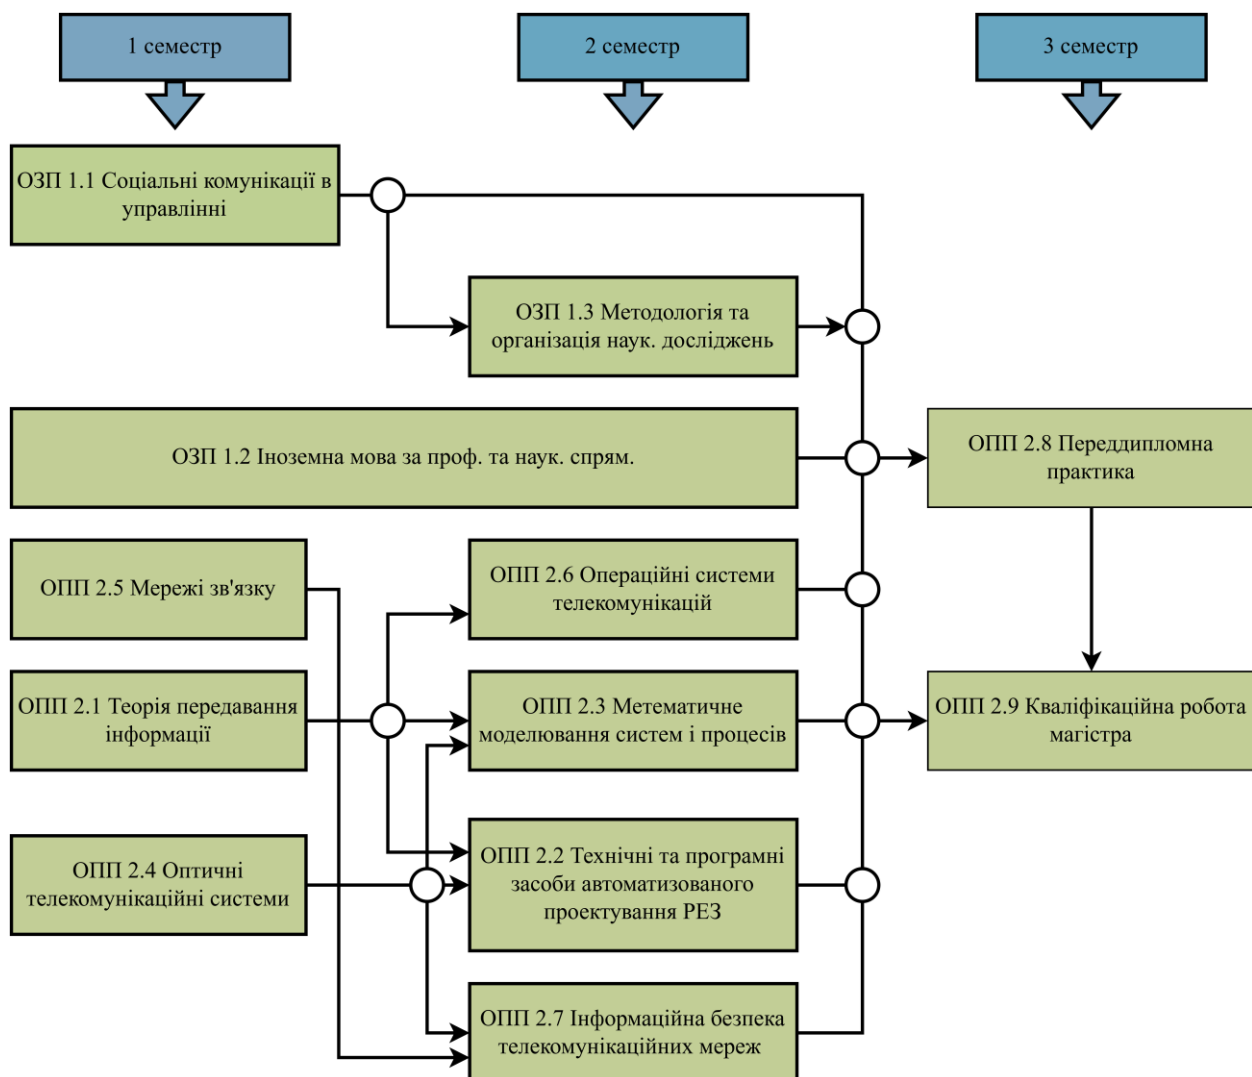 1 семестр
2 семестр
3 семестр
ОЗП 1.1 Соціальні комунікації в
управлінні
ОЗП 1.3 Методологія та
організація наук. досліджень
ОЗП 1.2 Іноземна мова за проф. та наук. спрям.
ОПП 2.8 Переддипломна
практика
ОПП 2.5 Мережі зв'язку
ОПП 2.6 Операційні системи
телекомунікацій
ОПП 2.1 Теорія передавання
інформації
ОПП 2.3 Метематичне
моделювання систем і процесів
ОПП 2.9 Кваліфікаційна робота
магістра
ОПП 2.4 Оптичні
телекомунікаційні системи
ОПП 2.2 Технічні та програмні
засоби автоматизованого
проектування РЕЗ
ОПП 2.7 Інформаційна безпека
телекомунікаційних мереж